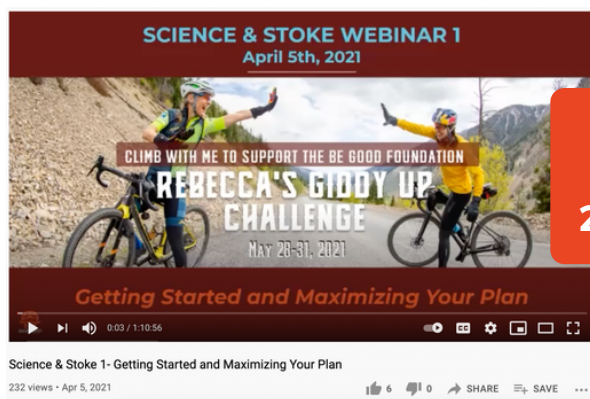 SCIENCE & STOKE WEBINAR 1
April 5th, 2021
CLIMB WITH ME TO SUPPORT THE BE GOOD FOUNDATION
REBECCA'S GIDDY UP
CHALLENGE
MAY 28-31, 2021
2
Getting Started and Maximizing Your Plan
0:03 / 1:10:56
CC
Science & Stoke 1- Getting Started and Maximizing Your Plan
232 views • Apr 5, 2021
6
0
SHARE
SAVE